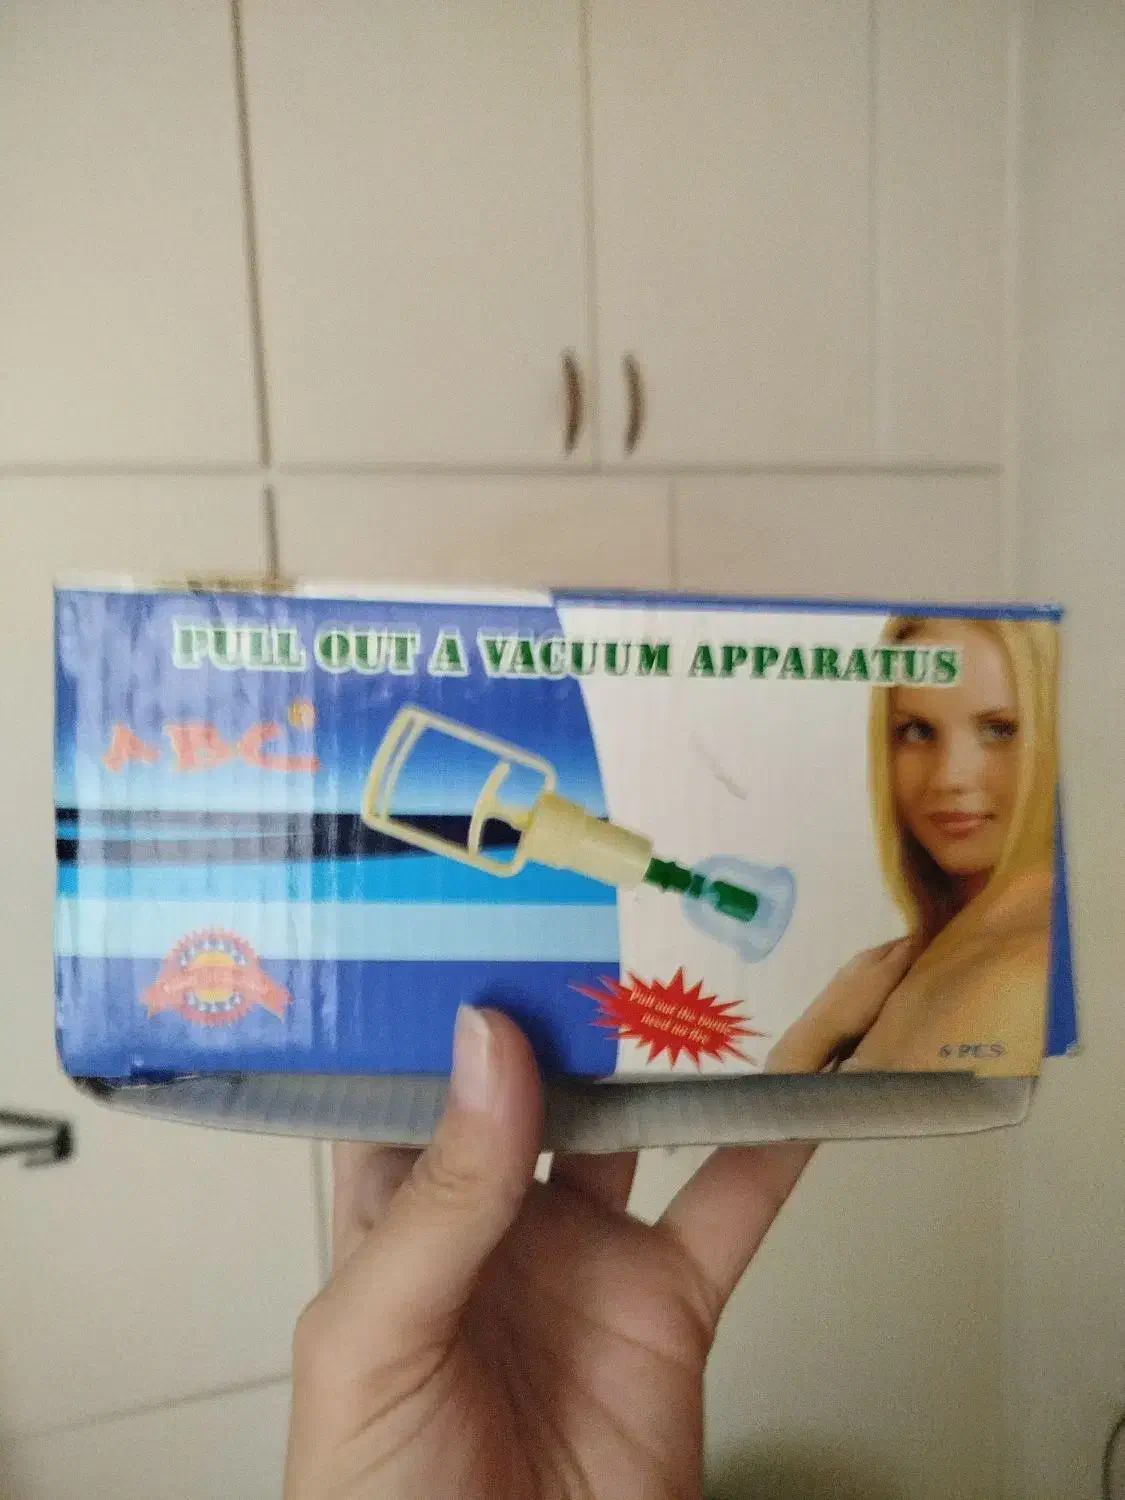 PULL OUT A VACUUM APPARATUS
ABC®
Pull out the bottle
need no fire
6 PCS